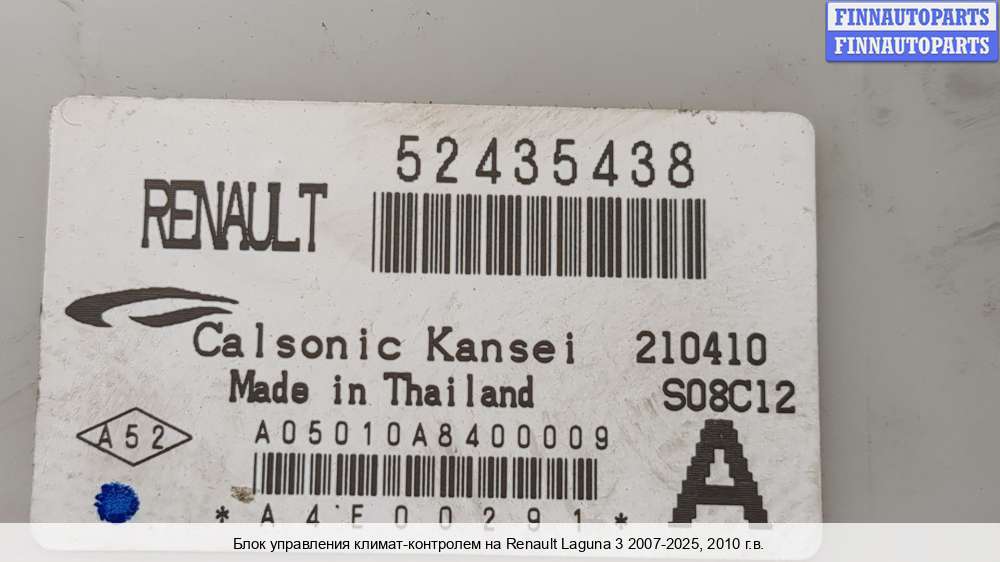 FINNAUTOPARTS
FINNAUTOPARTS
52435438
RENAULT
Calsonic Kansei 210410
Made in Thailand S08C12
A52
A05010A8400009
A
*A4E00291*
Блок управления климат-контролем на Renault Laguna 3 2007-2025, 2010 г.в.